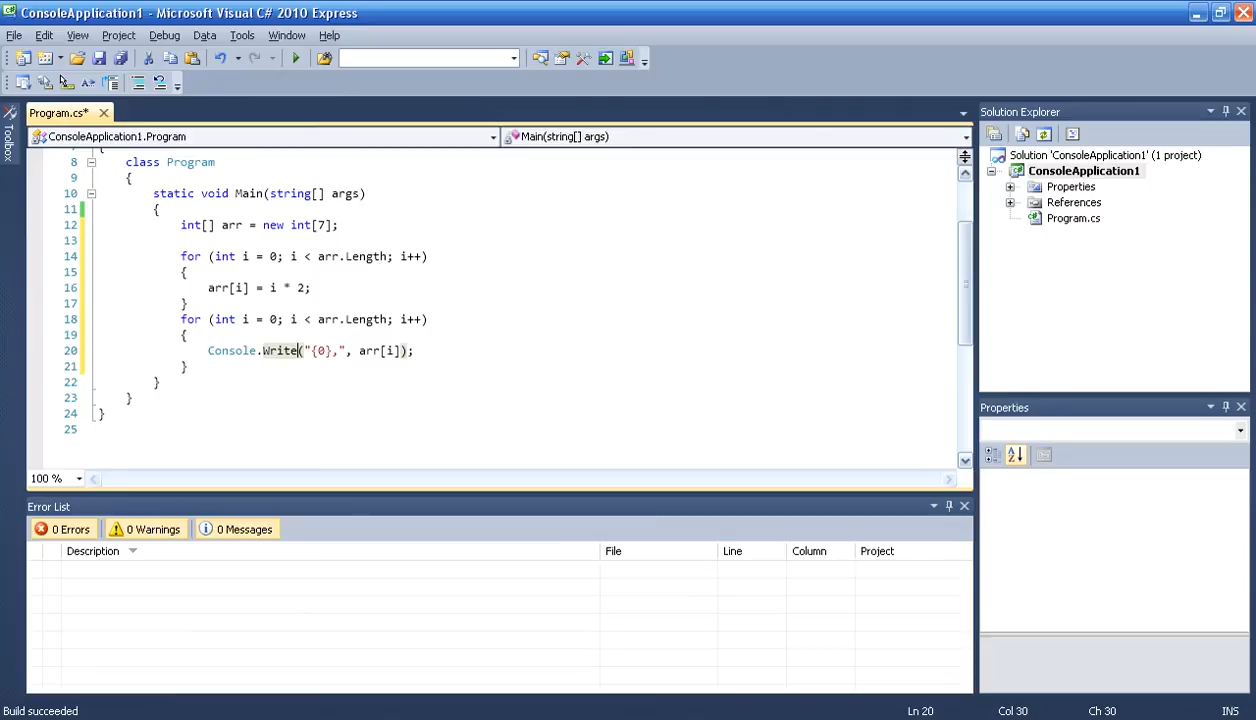 ConsoleApplication1 - Microsoft Visual C# 2010 Express
File Edit View Project Debug Data Tools Window Help
Program.cs*
ConsoleApplication1.Program
Main(string[] args)
Toolbox
8 class Program
9 {
10 static void Main(string[] args)
11 {
12 int[] arr = new int[7];
13
14 for (int i = 0; i < arr.Length; i++)
15 {
16 arr[i] = i * 2;
17 }
18 for (int i = 0; i < arr.Length; i++)
19 {
20 Console.Write("{0},", arr[i]);
21 }
22 }
23 }
24 }
25
100 %
Solution Explorer
Solution 'ConsoleApplication1' (1 project)
ConsoleApplication1
Properties
References
Program.cs
Properties
Error List
0 Errors 0 Warnings 0 Messages
Description File Line Column Project
Build succeeded Ln 20 Col 30 Ch 30 INS